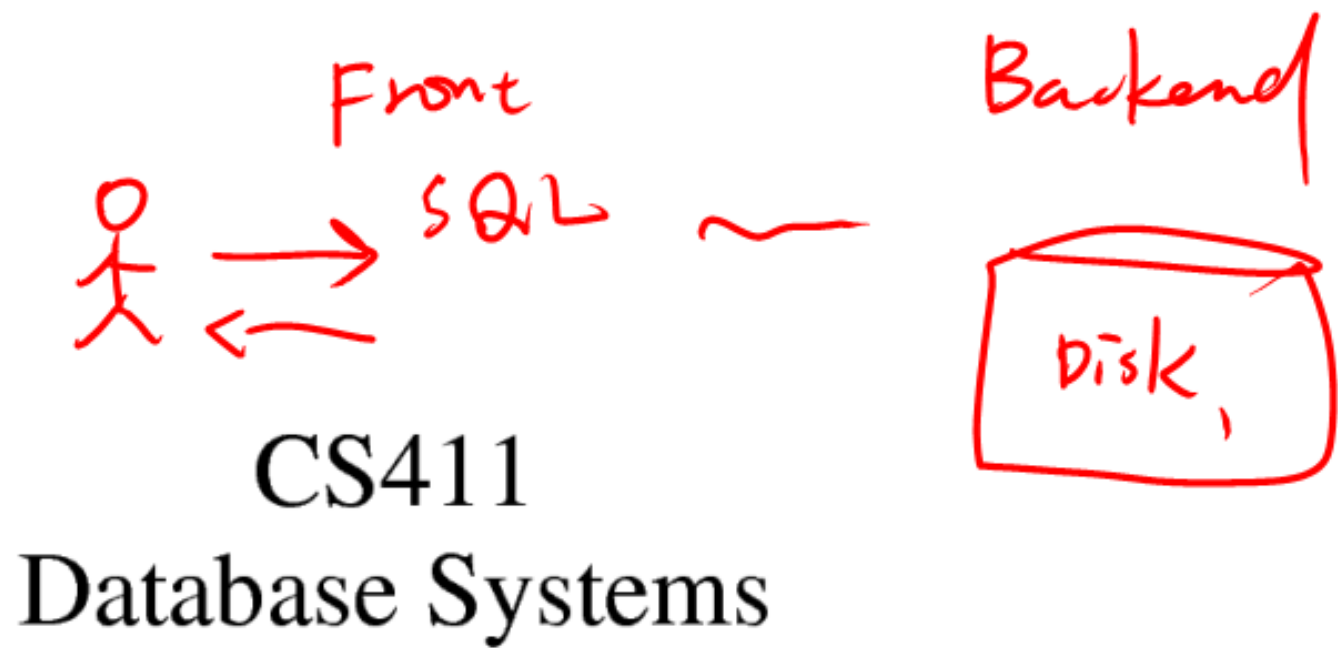 Front
Backend
SQL
Disk
CS411
Database Systems